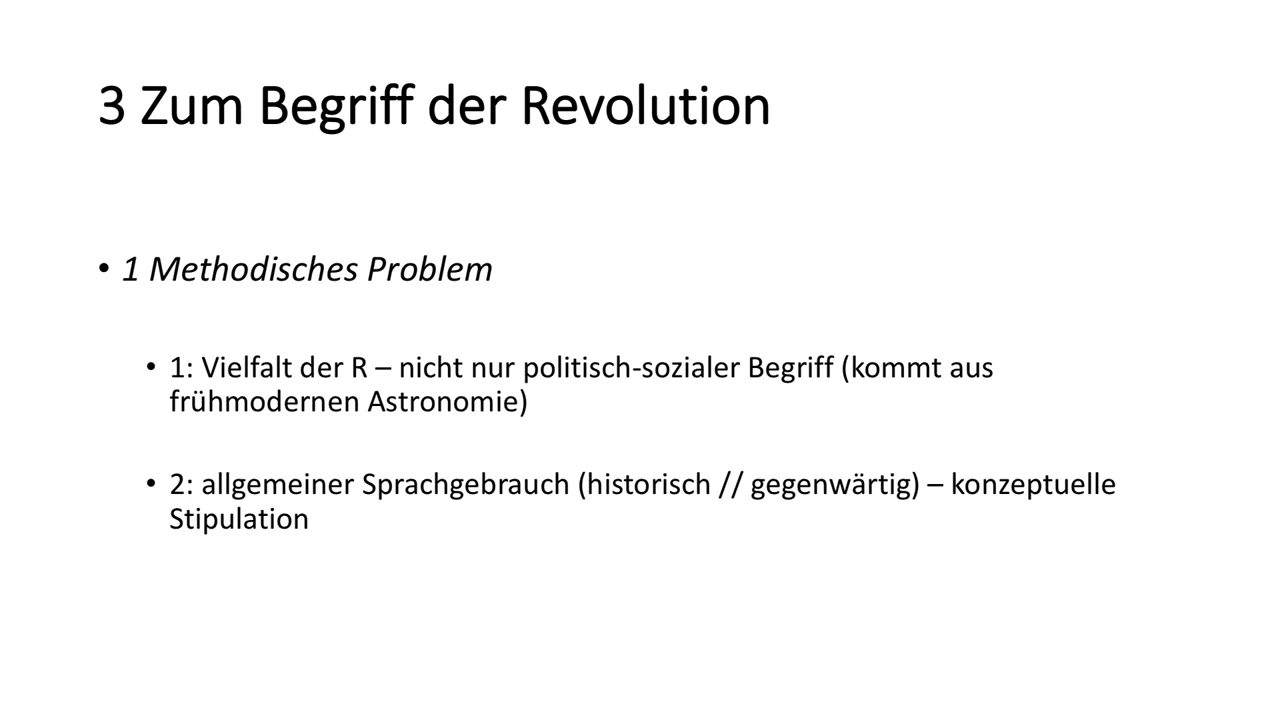 3 Zum Begriff der Revolution
• 1 Methodisches Problem
• 1: Vielfalt der R – nicht nur politisch-sozialer Begriff (kommt aus
frühmodernen Astronomie)
• 2: allgemeiner Sprachgebrauch (historisch // gegenwärtig) – konzeptuelle
Stipulation